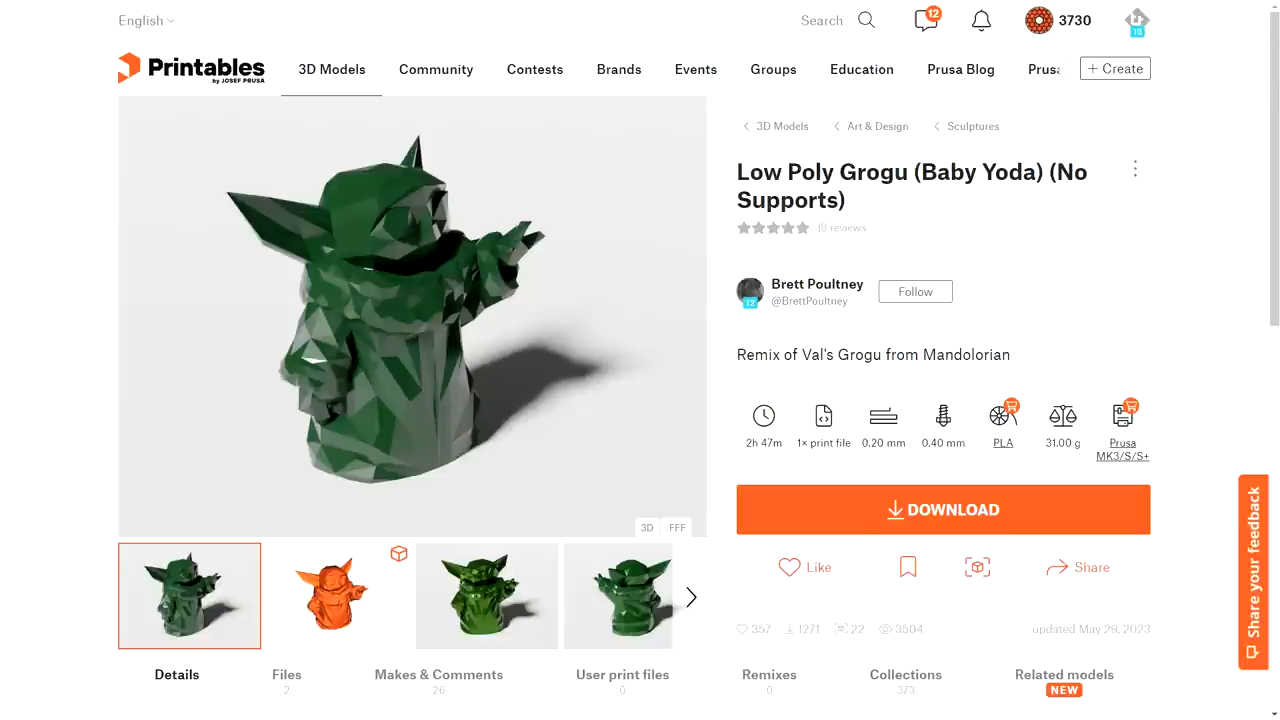 English
Search
12
3730
18
Printables
by JOSEF PRUSA
3D Models
Community
Contests
Brands
Events
Groups
Education
Prusa Blog
Prusa
+ Create
3D Models
Art & Design
Sculptures
Low Poly Grogu (Baby Yoda) (No
Supports)
19 reviews
Brett Poultney
@BrettPoultney
12
Follow
Remix of Val's Grogu from Mandolorian
2h 47m
1× print file
0.20 mm
0.40 mm
PLA
31.00 g
Prusa
MK3/S/S+
DOWNLOAD
3D
FFF
Like
Share
Share your feedback
357
1271
22
3504
updated May 29, 2023
Details
Files
2
Makes & Comments
26
User print files
0
Remixes
0
Collections
373
Related models
NEW